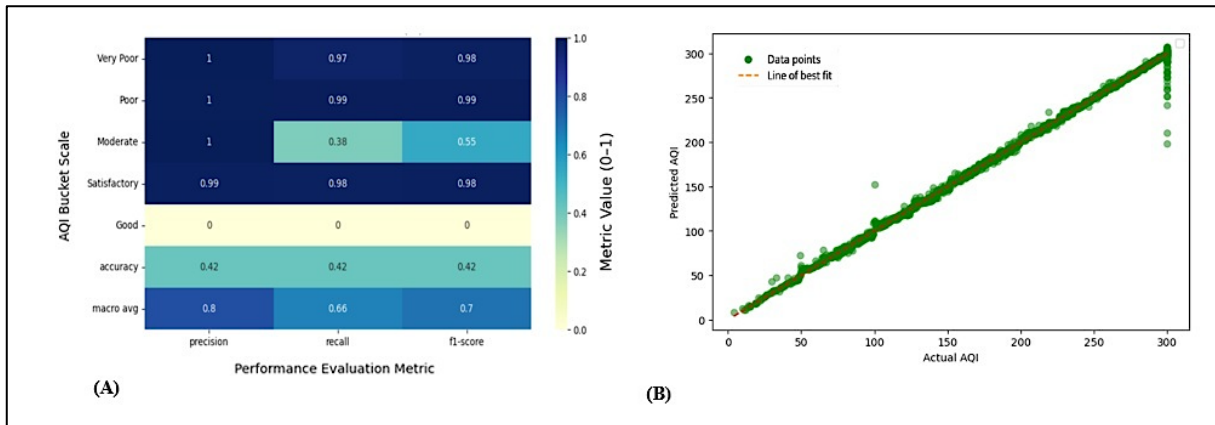 AQI Bucket Scale
Very Poor 1 0.97 0.98
Poor 1 0.99 0.99
Moderate 1 0.38 0.55
Satisfactory 0.99 0.98 0.98
Good 0 0 0
accuracy 0.42 0.42 0.42
macro avg 0.8 0.66 0.7
precision recall f1-score
Performance Evaluation Metric
1.0
0.8
0.6
0.4
0.2
0.0
Metric Value (0–1)
(A)
Data points
Line of best fit
Predicted AQI
300
250
200
150
100
50
0
0 50 100 150 200 250 300
Actual AQI
(B)